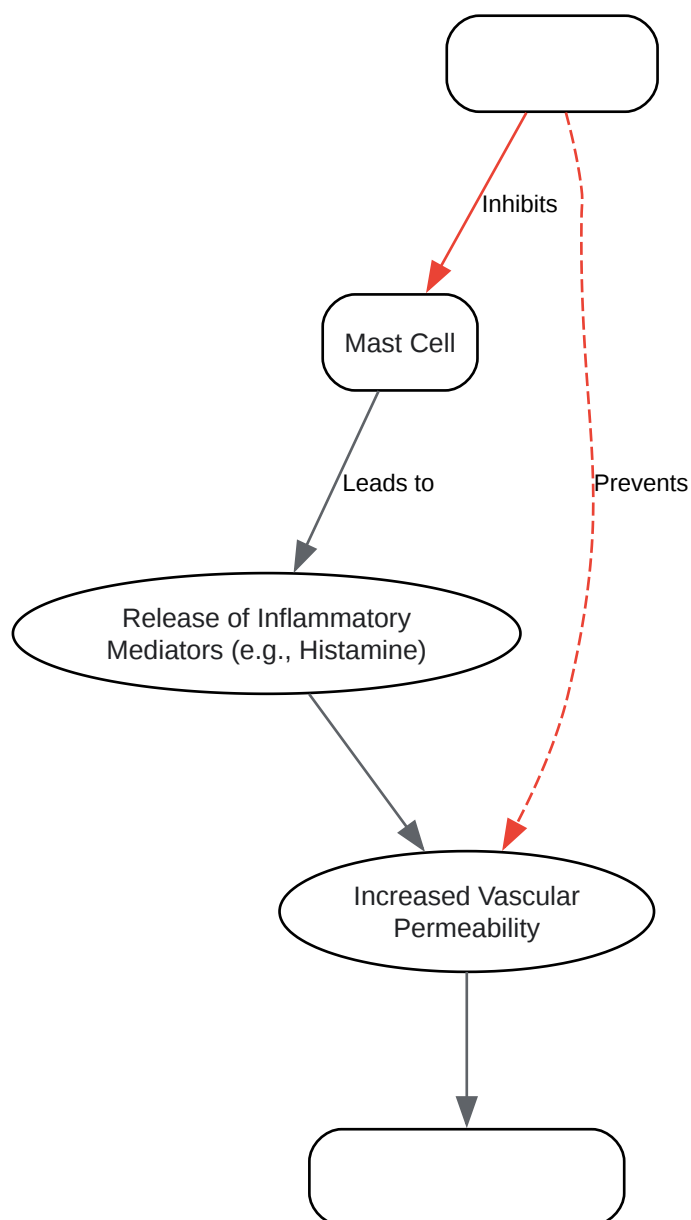 Inhibits
Mast Cell
Leads to
Prevents
Release of Inflammatory
Mediators (e.g., Histamine)
Increased Vascular
Permeability